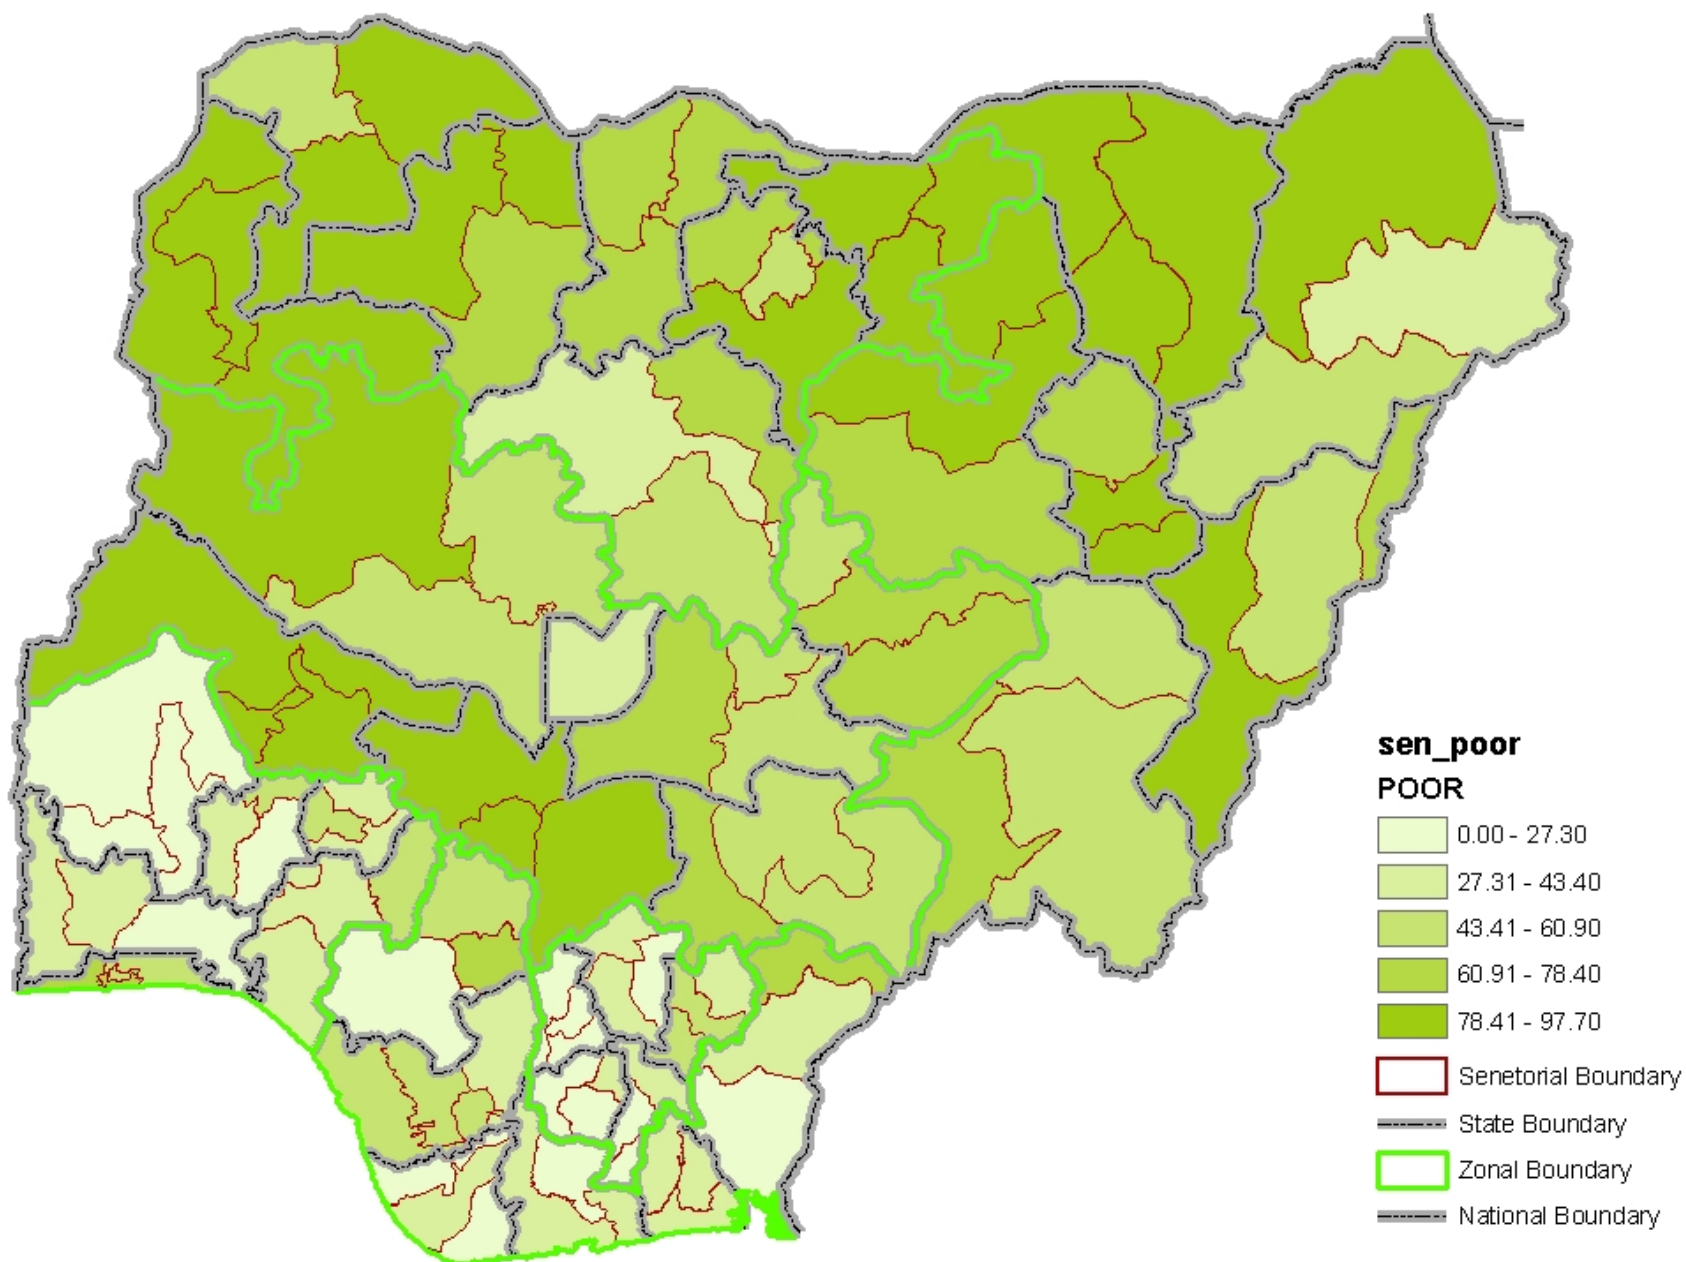 sen_poor
POOR
0.00 - 27.30
27.31 - 43.40
43.41 - 60.90
60.91 - 78.40
78.41 - 97.70
Senetorial Boundary
State Boundary
Zonal Boundary
National Boundary